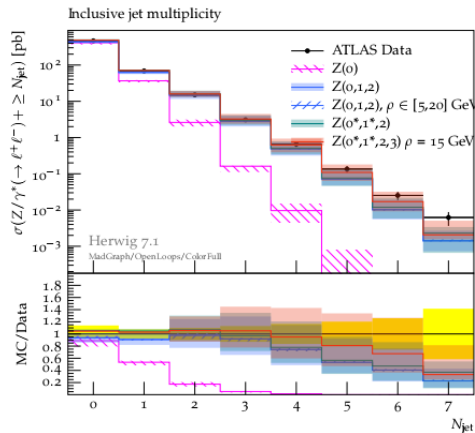 Inclusive jet multiplicity
σ(Z/γ*(→ ℓ⁺ℓ⁻)+ ≥ N_jet) [pb]
10²
10¹
1
10⁻¹
10⁻²
10⁻³
ATLAS Data
Z(0)
Z(0,1,2)
Z(0,1,2), ρ ∈ [5,20] GeV
Z(0*,1*,2)
Z(0*,1*,2,3) ρ = 15 GeV
Herwig 7.1
MadGraph/OpenLoops/ColorFull
MC/Data
1.8
1.6
1.4
1.2
1
0.8
0.6
0.4
0.2
0 1 2 3 4 5 6 7
N_jet